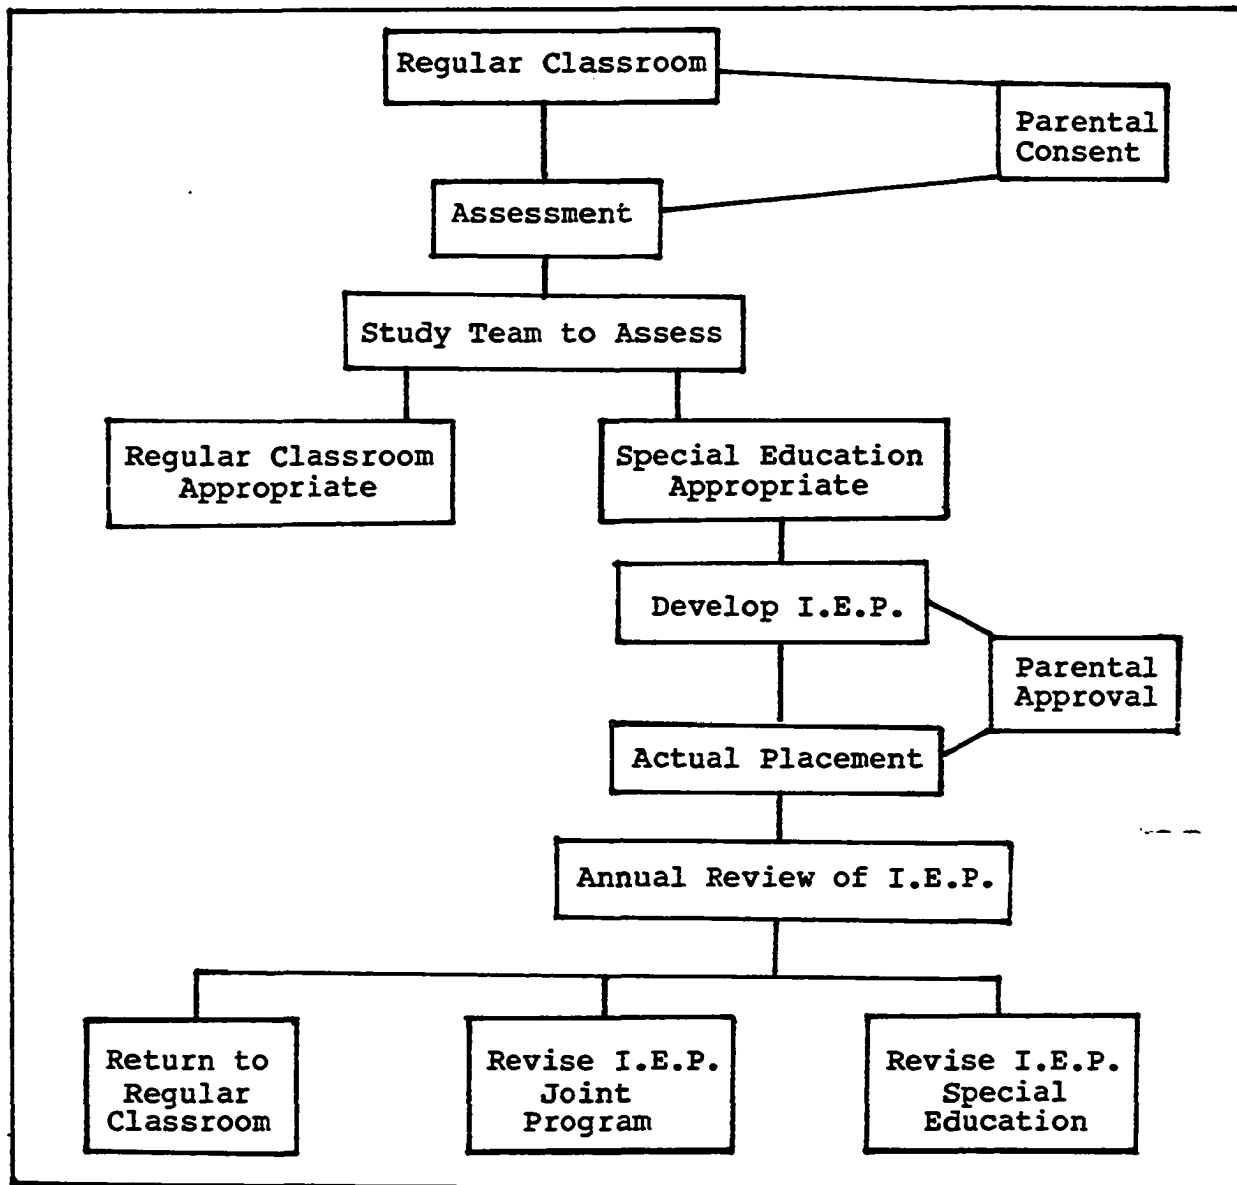 Regular Classroom
Parental
Consent
Assessment
Study Team to Assess
Regular Classroom
Appropriate
Special Education
Appropriate
Develop I.E.P.
Parental
Approval
Actual Placement
Annual Review of I.E.P.
Return to
Regular
Classroom
Revise I.E.P.
Joint
Program
Revise I.E.P.
Special
Education